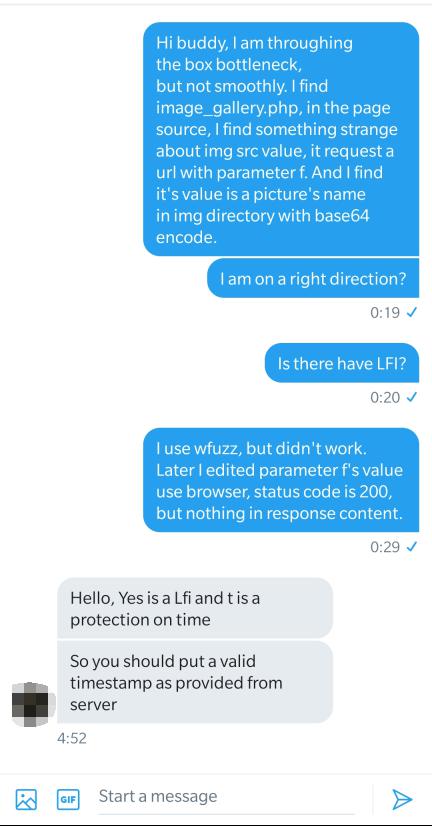 Hi buddy, I am throughing
the box bottleneck,
but not smoothly. I find
image_gallery.php, in the page
source, I find something strange
about img src value, it request a
url with parameter f. And I find
it's value is a picture's name
in img directory with base64
encode.
I am on a right direction?
0:19
Is there have LFI?
0:20
I use wfuzz, but didn't work.
Later I edited parameter f's value
use browser, status code is 200,
but nothing in response content.
0:29
Hello, Yes is a Lfi and t is a
protection on time
So you should put a valid
timestamp as provided from
server
4:52
GIF Start a message